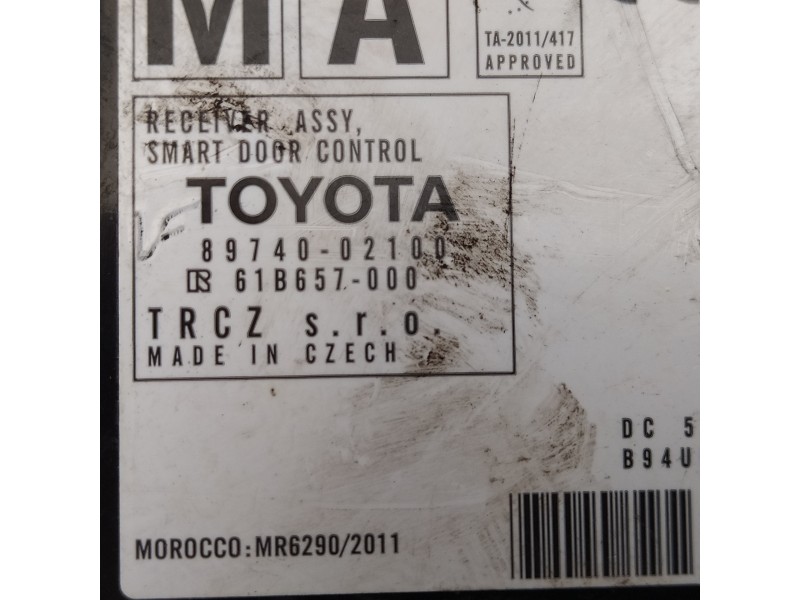 MA
TA-2011/417
APPROVED
RECEIVER ASSY,
SMART DOOR CONTROL
TOYOTA
89740-02100
61B657-000
TRCZ s.r.o.
MADE IN CZECH
DC 5
B94U
MOROCCO:MR6290/2011